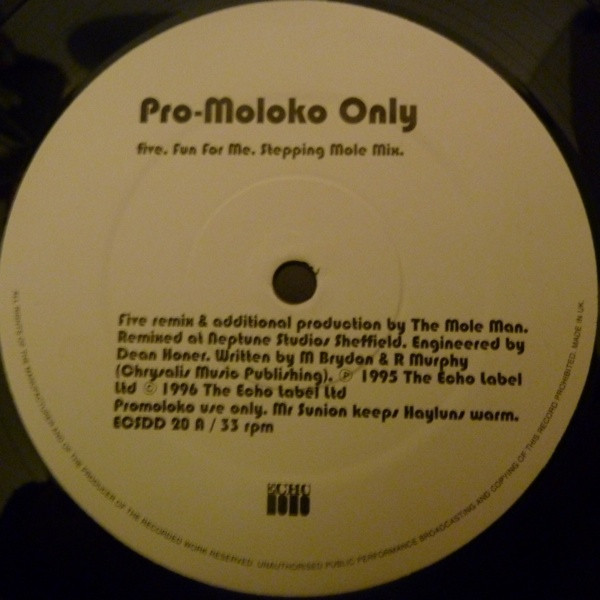 Pro-Moloko Only
five. Fun For Me. Stepping Mole Mix.
Five remix & additional production by The Mole Man.
Remixed at Neptune Studios Sheffield. Engineered by
Dean Honer. Written by M Brydon & R Murphy
(Chrysalis Music Publishing). ℗ 1995 The Echo Label
Ltd © 1996 The Echo Label Ltd
Promoloko use only. Mr Sunion keeps Hayluns warm.
ECSDD 20 A / 33 rpm
ECHO
ALL RIGHTS OF THE MANUFACTURER AND OF THE PRODUCER OF THE RECORDED WORK RESERVED. UNAUTHORISED PUBLIC PERFORMANCE BROADCASTING AND COPYING OF THIS RECORD PROHIBITED. MADE IN UK.